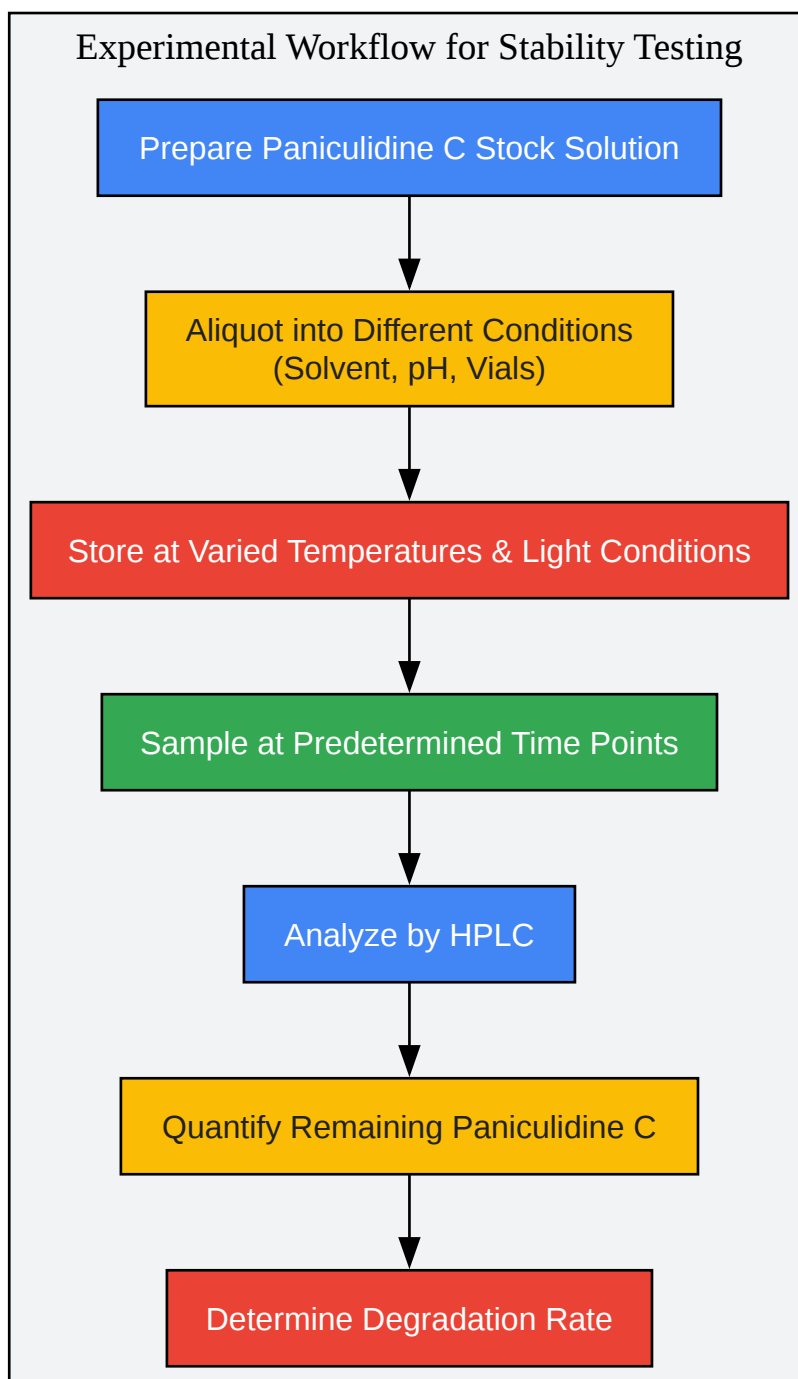 Experimental Workflow for Stability Testing
Prepare Paniculidine C Stock Solution
Aliquot into Different Conditions
(Solvent, pH, Vials)
Store at Varied Temperatures & Light Conditions
Sample at Predetermined Time Points
Analyze by HPLC
Quantify Remaining Paniculidine C
Determine Degradation Rate